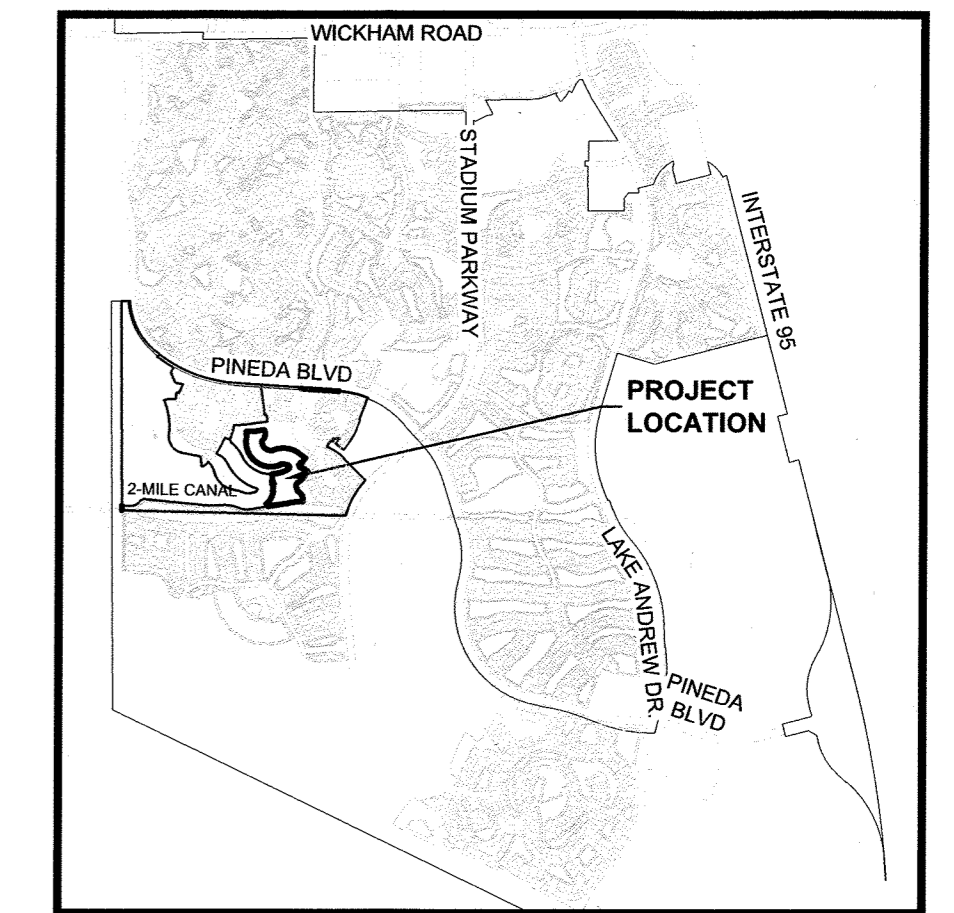 WICKHAM ROAD
STADIUM PARKWAY
INTERSTATE 95
PINEDA BLVD
PROJECT
LOCATION
2-MILE CANAL
LAKE ANDREW DR.
PINEDA
BLVD